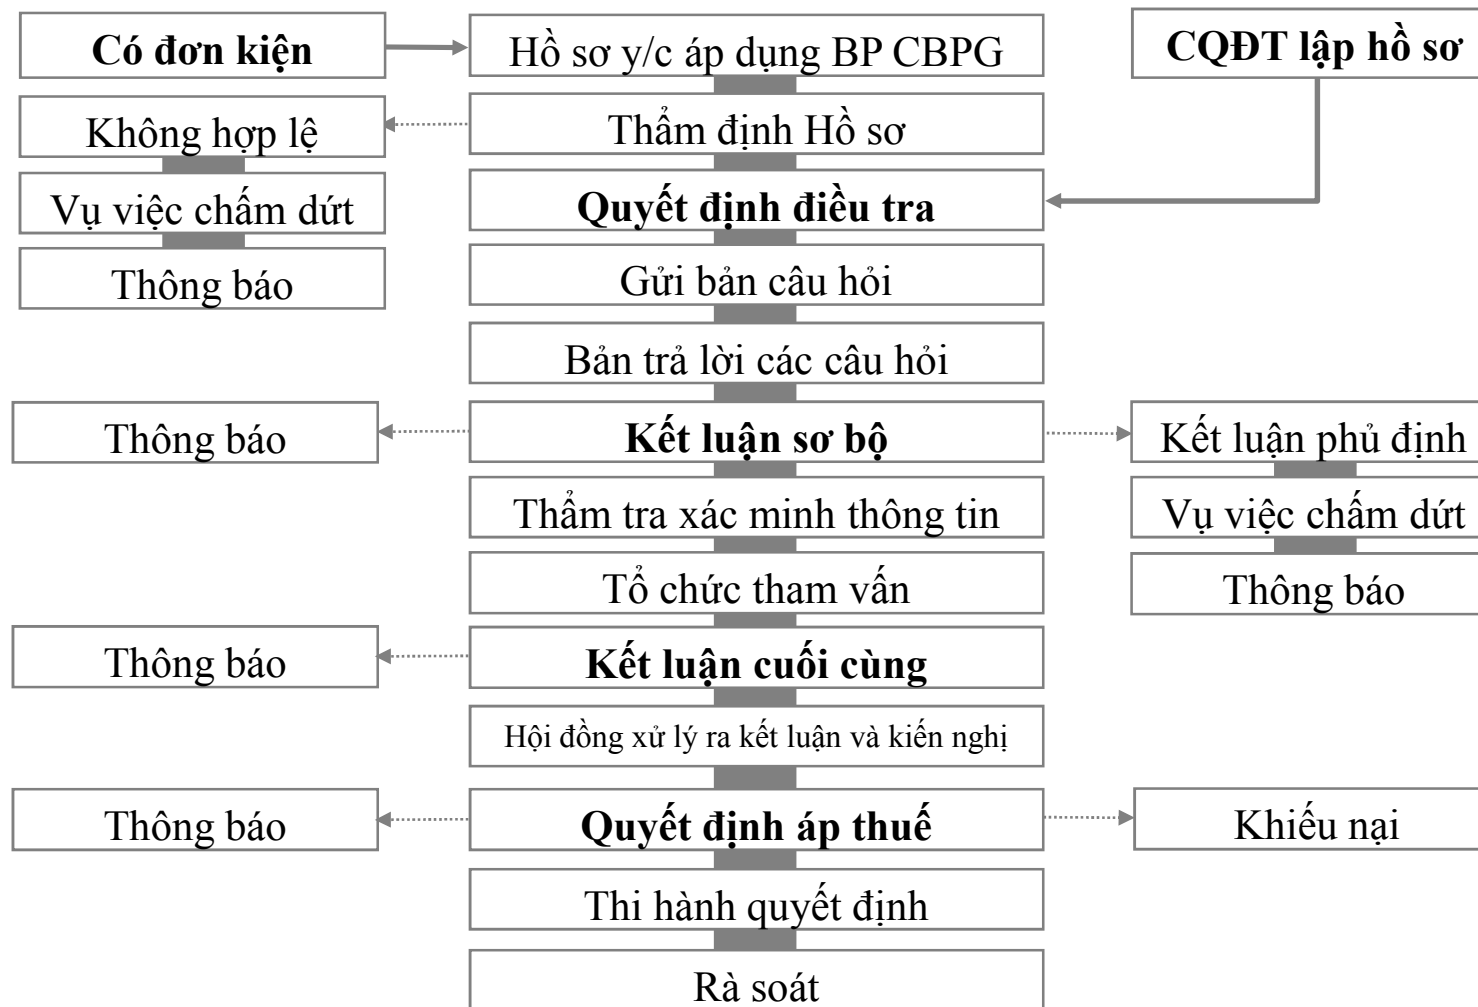 Có đơn kiện
Hồ sơ y/c áp dụng BP CBPG
CQĐT lập hồ sơ
Không hợp lệ
Thẩm định Hồ sơ
Vụ việc chấm dứt
Quyết định điều tra
Thông báo
Gửi bản câu hỏi
Bản trả lời các câu hỏi
Thông báo
Kết luận sơ bộ
Kết luận phủ định
Thẩm tra xác minh thông tin
Vụ việc chấm dứt
Tổ chức tham vấn
Thông báo
Thông báo
Kết luận cuối cùng
Hội đồng xử lý ra kết luận và kiến nghị
Thông báo
Quyết định áp thuế
Khiếu nại
Thi hành quyết định
Rà soát